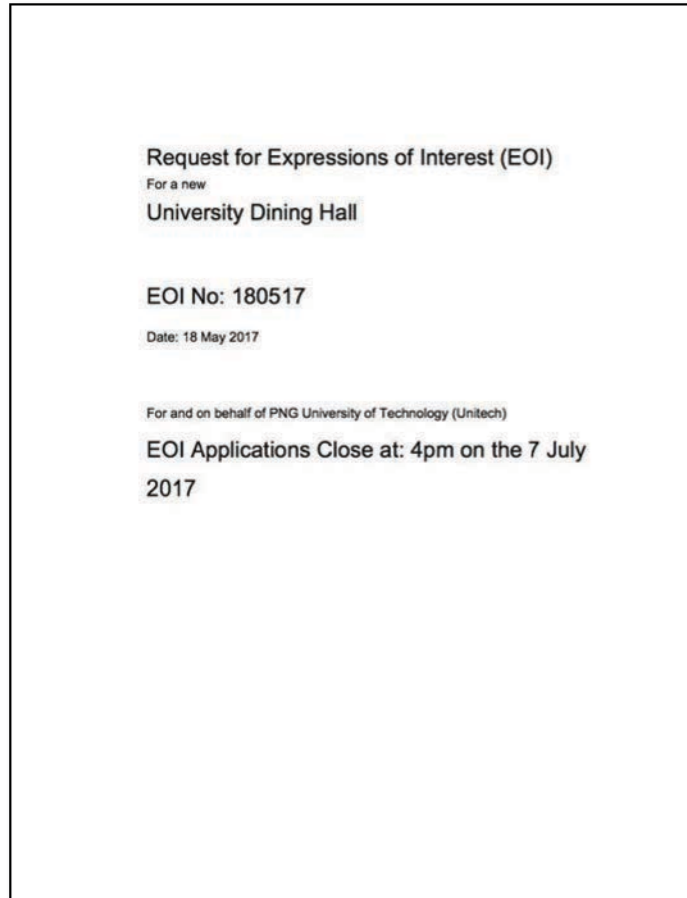 Request for Expressions of Interest (EOI)
For a new
University Dining Hall
EOI No: 180517
Date: 18 May 2017
For and on behalf of PNG University of Technology (Unitech)
EOI Applications Close at: 4pm on the 7 July
2017